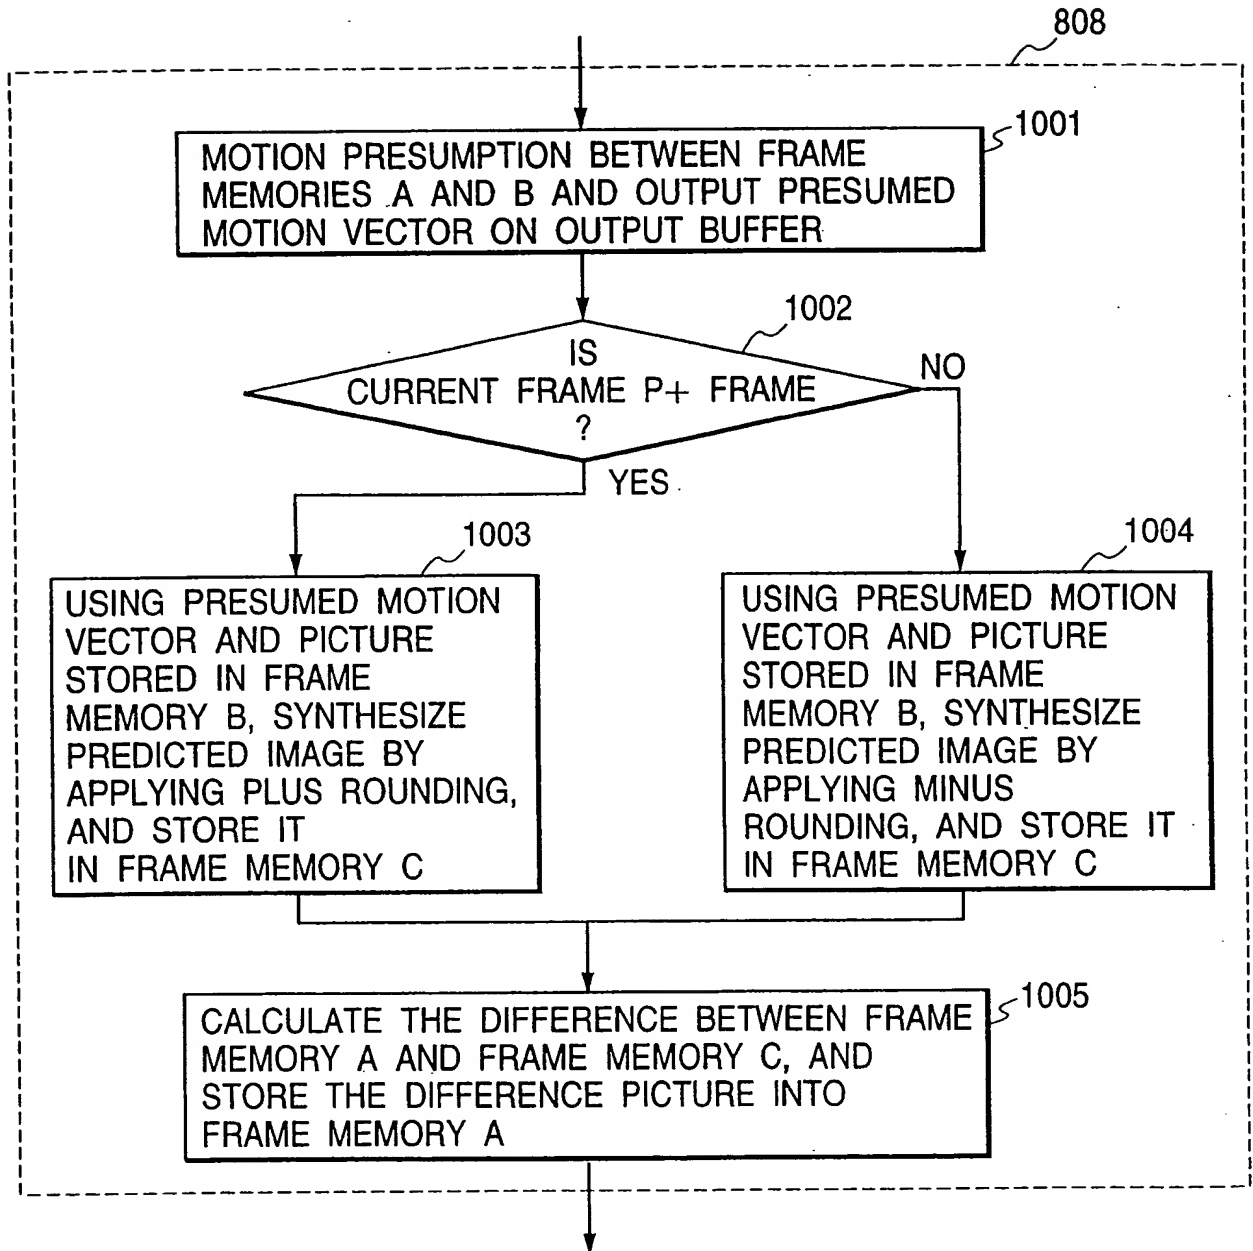 808
1001
MOTION PRESUMPTION BETWEEN FRAME
MEMORIES A AND B AND OUTPUT PRESUMED
MOTION VECTOR ON OUTPUT BUFFER
1002
IS
CURRENT FRAME P+ FRAME
?
NO
YES
1003
USING PRESUMED MOTION
VECTOR AND PICTURE
STORED IN FRAME
MEMORY B, SYNTHESIZE
PREDICTED IMAGE BY
APPLYING PLUS ROUNDING,
AND STORE IT
IN FRAME MEMORY C
1004
USING PRESUMED MOTION
VECTOR AND PICTURE
STORED IN FRAME
MEMORY B, SYNTHESIZE
PREDICTED IMAGE BY
APPLYING MINUS
ROUNDING, AND STORE IT
IN FRAME MEMORY C
1005
CALCULATE THE DIFFERENCE BETWEEN FRAME
MEMORY A AND FRAME MEMORY C, AND
STORE THE DIFFERENCE PICTURE INTO
FRAME MEMORY A